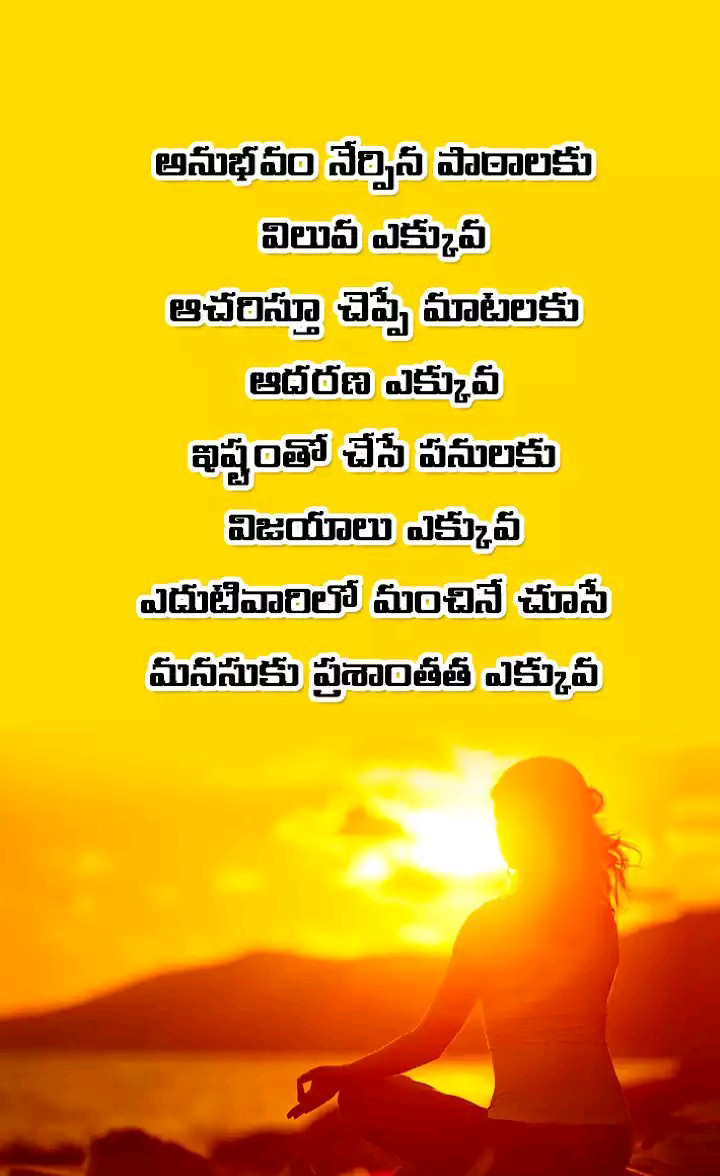 అనుభవం నేర్పిన పాఠాలకు
విలువ ఎక్కువ
ఆచరిస్తూ చెప్పే మాటలకు
ఆదరణ ఎక్కువ
ఇష్టంతో చేసే పనులకు
విజయాలు ఎక్కువ
ఎదుటివారిలో మంచినే చూసే
మనసుకు ప్రశాంతత ఎక్కువ